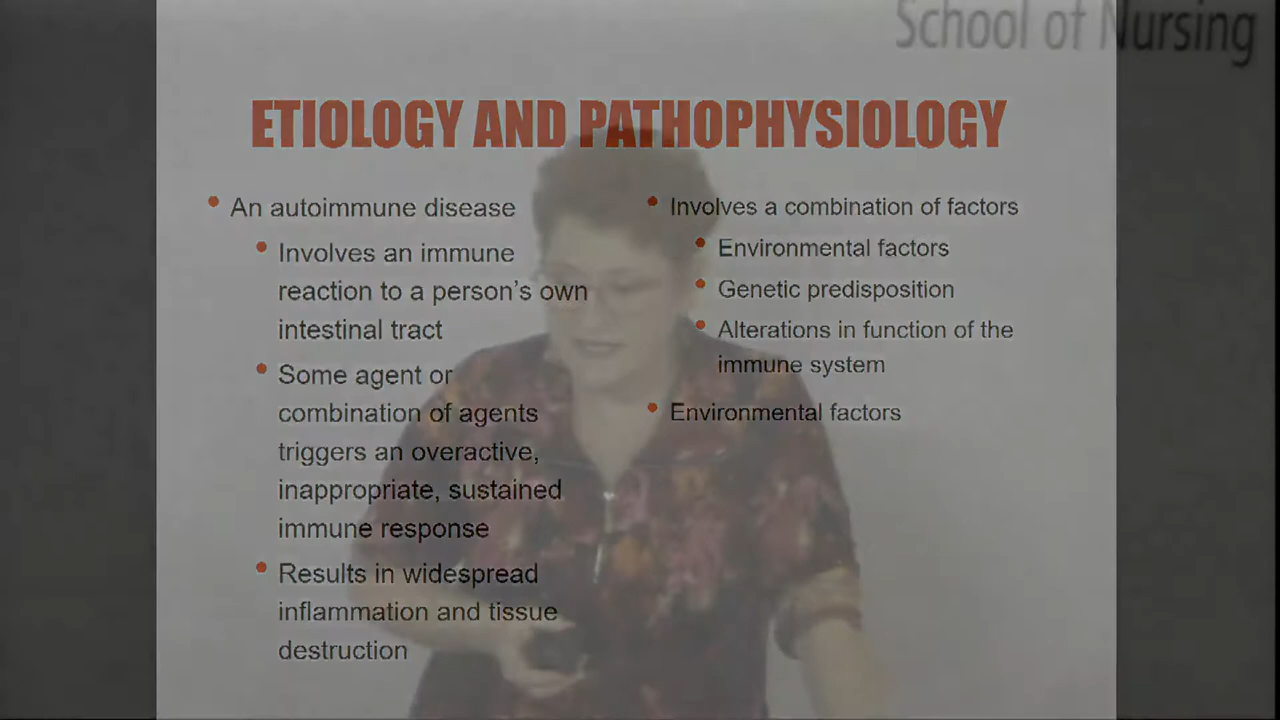 School of Nursing
ETIOLOGY AND PATHOPHYSIOLOGY
• An autoimmune disease
• Involves an immune
reaction to a person's own
intestinal tract
• Some agent or
combination of agents
triggers an overactive,
inappropriate, sustained
immune response
• Results in widespread
inflammation and tissue
destruction
• Involves a combination of factors
• Environmental factors
• Genetic predisposition
• Alterations in function of the
immune system
• Environmental factors